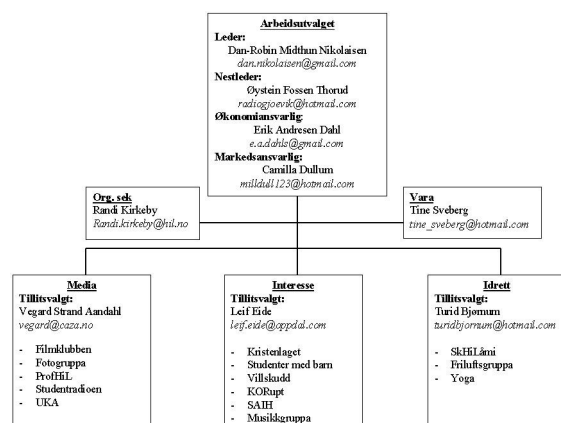 Arbeidsutvalget
Leder:
Dan-Robin Midthun Nikolaisen
dan.nikolaisen@gmail.com
Nestleder:
Øystein Fossen Thorud
radiogjoevik@hotmail.com
Økonomiansvarlig:
Erik Andresen Dahl
e.a.dahls@gmail.com
Markedsansvarlig:
Camilla Dullum
milldull123@hotmail.com
Org. sek
Randi Kirkeby
Randi.kirkeby@hil.no
Vara
Tine Sveberg
tine_sveberg@hotmail.com
Media
Tillitsvalgt:
Vegard Strand Aandahl
vegard@caza.no
- Filmklubben
- Fotogruppa
- ProfHiL
- Studentradioen
- UKA
Interesse
Tillitsvalgt:
Leif Eide
leif.eide@oppdal.com
- Kristenlaget
- Studenter med barn
- Villskudd
- KORupt
- SAIH
- Musikkgruppa
Idrett
Tillitsvalgt:
Turid Bjørnum
turidbjornum@hotmail.com
- SkHiLåmi
- Friluftsgruppa
- Yoga